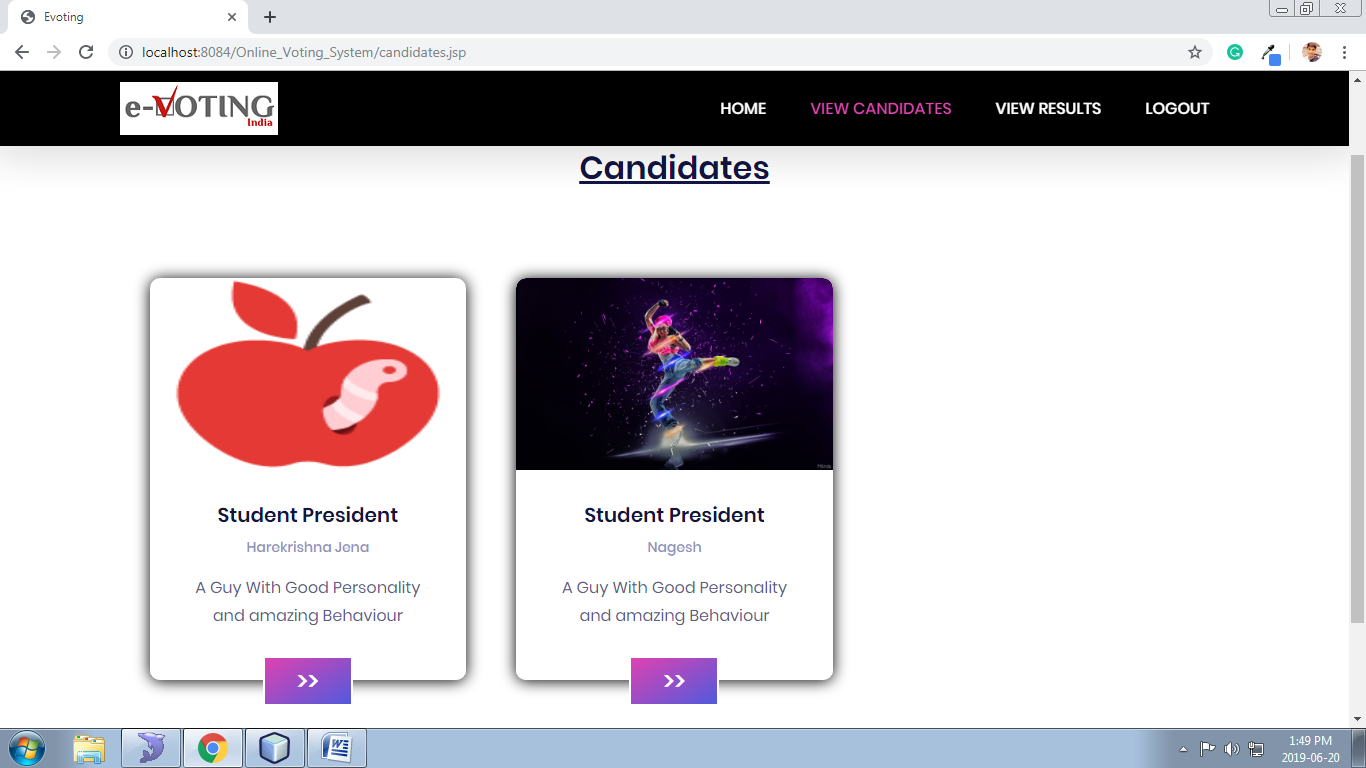 Evoting
localhost:8084/Online_Voting_System/candidates.jsp
e-VOTING
India
HOME
VIEW CANDIDATES
VIEW RESULTS
LOGOUT
Candidates
Student President
Harekrishna Jena
A Guy With Good Personality
and amazing Behaviour
>>
Student President
Nagesh
A Guy With Good Personality
and amazing Behaviour
>>
1:49 PM
2019-06-20